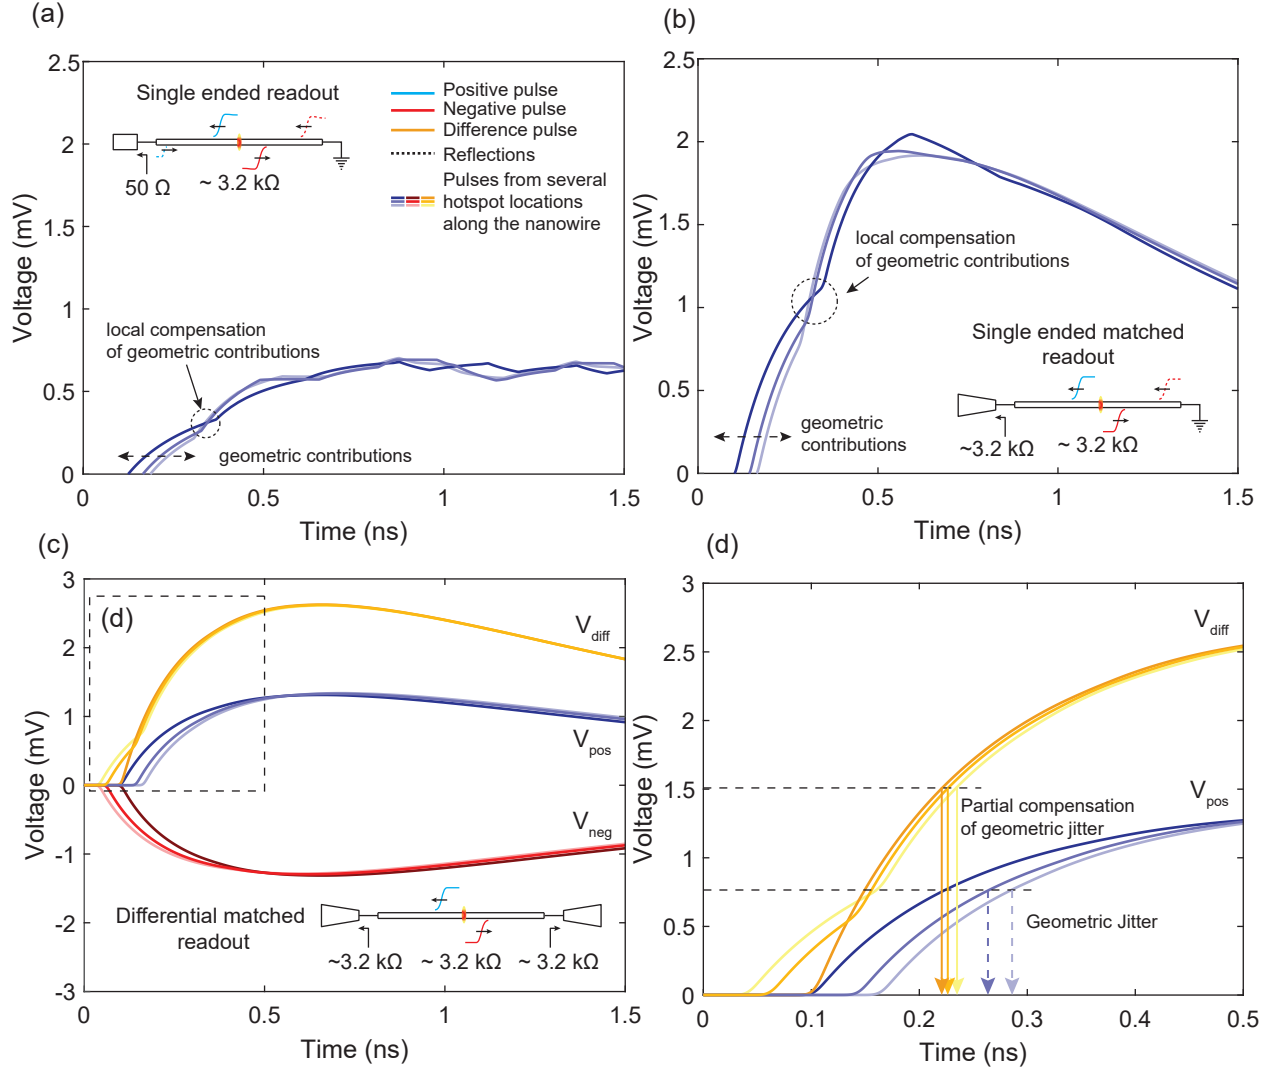 (a)
2.5
2
1.5
1
0.5
0
0
0.5
1
1.5
Voltage (mV)
Time (ns)
Single ended readout
50 Ω
~ 3.2 kΩ
Positive pulse
Negative pulse
Difference pulse
Reflections
Pulses from several
hotspot locations
along the nanowire
local compensation
of geometric contributions
geometric contributions
(b)
2.5
2
1.5
1
0.5
0
0
0.5
1
1.5
Voltage (mV)
Time (ns)
local compensation
of geometric contributions
Single ended matched
readout
geometric
contributions
~3.2 kΩ
~ 3.2 kΩ
(c)
3
2
1
0
-1
-2
-3
0
0.5
1
1.5
Voltage (mV)
Time (ns)
(d)
Vdiff
Vpos
Vneg
Differential matched
readout
~3.2 kΩ
~ 3.2 kΩ
~ 3.2 kΩ
(d)
3
2.5
2
1.5
1
0.5
0
0
0.1
0.2
0.3
0.4
0.5
Voltage (mV)
Time (ns)
Vdiff
Partial compensation
of geometric jitter
Vpos
Geometric Jitter